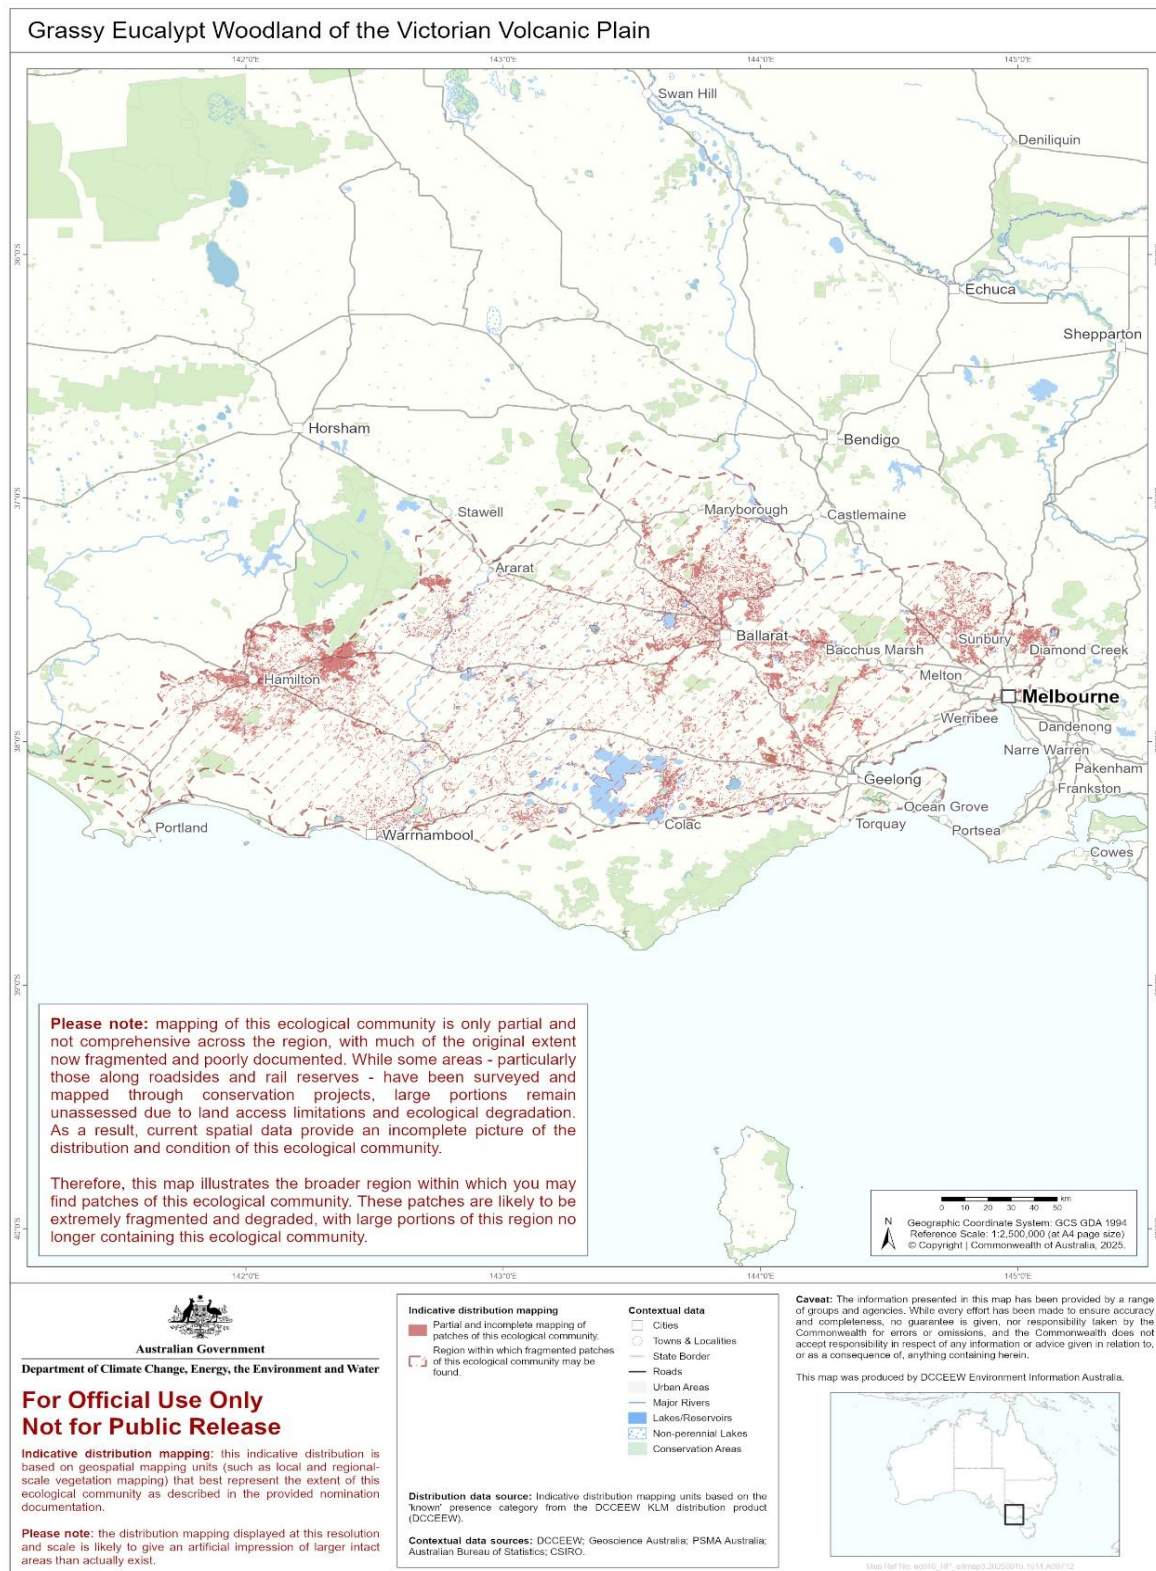 Grassy Eucalypt Woodland of the Victorian Volcanic Plain
142°0'E
143°0'E
144°0'E
145°0'E
Swan Hill
Deniliquin
36°0'S
Echuca
Shepparton
Horsham
Bendigo
37°0'S
Stawell
Maryborough
Castlemaine
Ararat
Ballarat
Sunbury
Bacchus Marsh
Diamond Creek
Hamilton
Melton
Melbourne
Werribee
Dandenong
38°0'S
Narre Warren
Pakenham
Geelong
Frankston
Ocean Grove
Portland
Warrnambool
Colac
Torquay
Portsea
Cowes
39°0'S
Please note: mapping of this ecological community is only partial and
not comprehensive across the region, with much of the original extent
now fragmented and poorly documented. While some areas - particularly
those along roadsides and rail reserves - have been surveyed and
mapped through conservation projects, large portions remain
unassessed due to land access limitations and ecological degradation.
As a result, current spatial data provide an incomplete picture of the
distribution and condition of this ecological community.
Therefore, this map illustrates the broader region within which you may
find patches of this ecological community. These patches are likely to be
extremely fragmented and degraded, with large portions of this region no
longer containing this ecological community.
40°0'S
km
0 10 20 30 40 50
N
Geographic Coordinate System: GCS GDA 1994
Reference Scale: 1:2,500,000 (at A4 page size)
© Copyright | Commonwealth of Australia, 2025.
142°0'E
143°0'E
144°0'E
145°0'E
Australian Government
Department of Climate Change, Energy, the Environment and Water
For Official Use Only
Not for Public Release
Indicative distribution mapping: this indicative distribution is
based on geospatial mapping units (such as local and regional-
scale vegetation mapping) that best represent the extent of this
ecological community as described in the provided nomination
documentation.
Please note: the distribution mapping displayed at this resolution
and scale is likely to give an artificial impression of larger intact
areas than actually exist.
Indicative distribution mapping
Partial and incomplete mapping of
patches of this ecological community.
Region within which fragmented patches
of this ecological community may be
found.
Contextual data
Cities
Towns & Localities
State Border
Roads
Urban Areas
Major Rivers
Lakes/Reservoirs
Non-perennial Lakes
Conservation Areas
Distribution data source: Indicative distribution mapping units based on the
'known' presence category from the DCCEEW KLM distribution product
(DCCEEW).
Contextual data sources: DCCEEW; Geoscience Australia; PSMA Australia;
Australian Bureau of Statistics; CSIRO.
Caveat: The information presented in this map has been provided by a range
of groups and agencies. While every effort has been made to ensure accuracy
and completeness, no guarantee is given, nor responsibility taken by the
Commonwealth for errors or omissions, and the Commonwealth does not
accept responsibility in respect of any information or advice given in relation to,
or as a consequence of, anything containing herein.
This map was produced by DCCEEW Environment Information Australia.
Map Ref No: